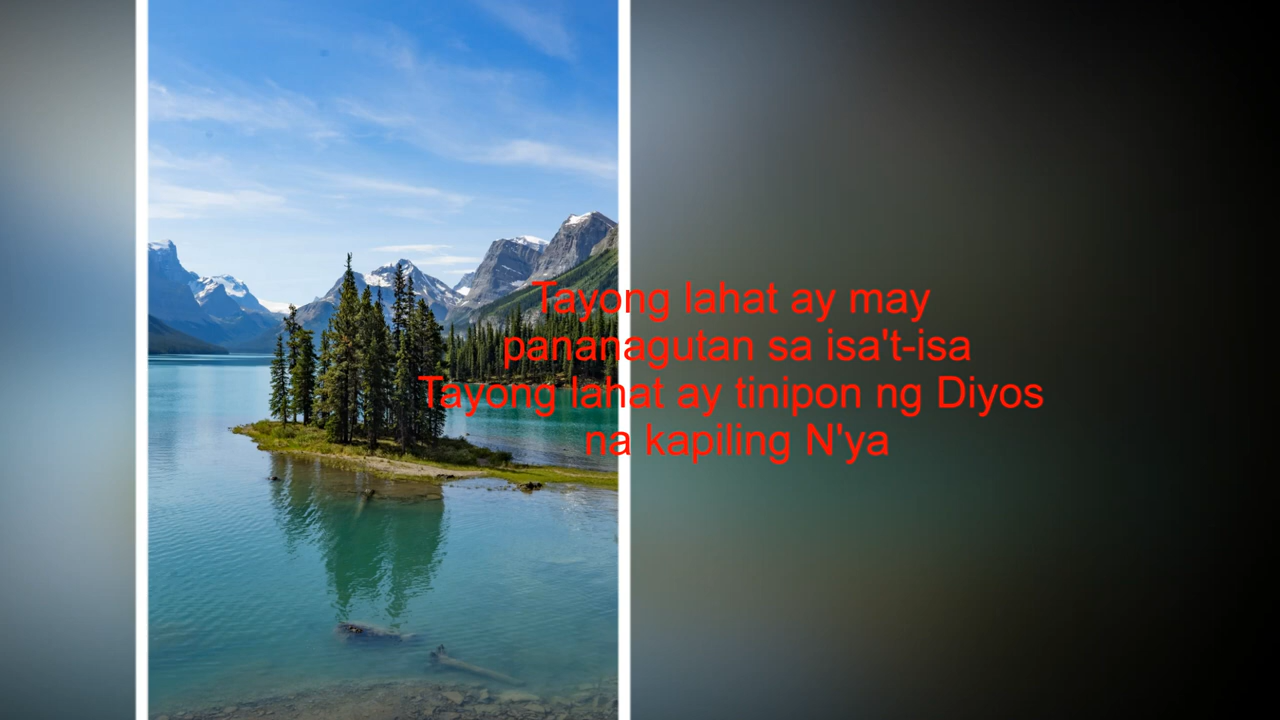 Tayong lahat ay may
pananagutan sa isa't-isa
Tayong lahat ay tinipon ng Diyos
na kapiling N'ya